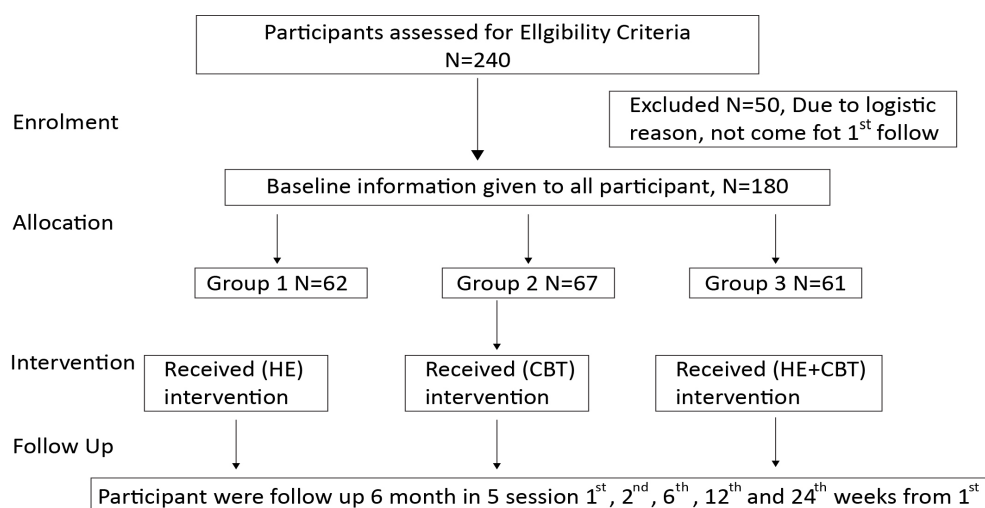 Participants assessed for Ellgibility Criteria
N=240
Enrolment
Excluded N=50, Due to logistic
reason, not come fot 1st follow
Baseline information given to all participant, N=180
Allocation
Group 1 N=62
Group 2 N=67
Group 3 N=61
Intervention
Received (HE)
intervention
Received (CBT)
intervention
Received (HE+CBT)
intervention
Follow Up
Participant were follow up 6 month in 5 session 1st, 2nd, 6th, 12th and 24th weeks from 1st